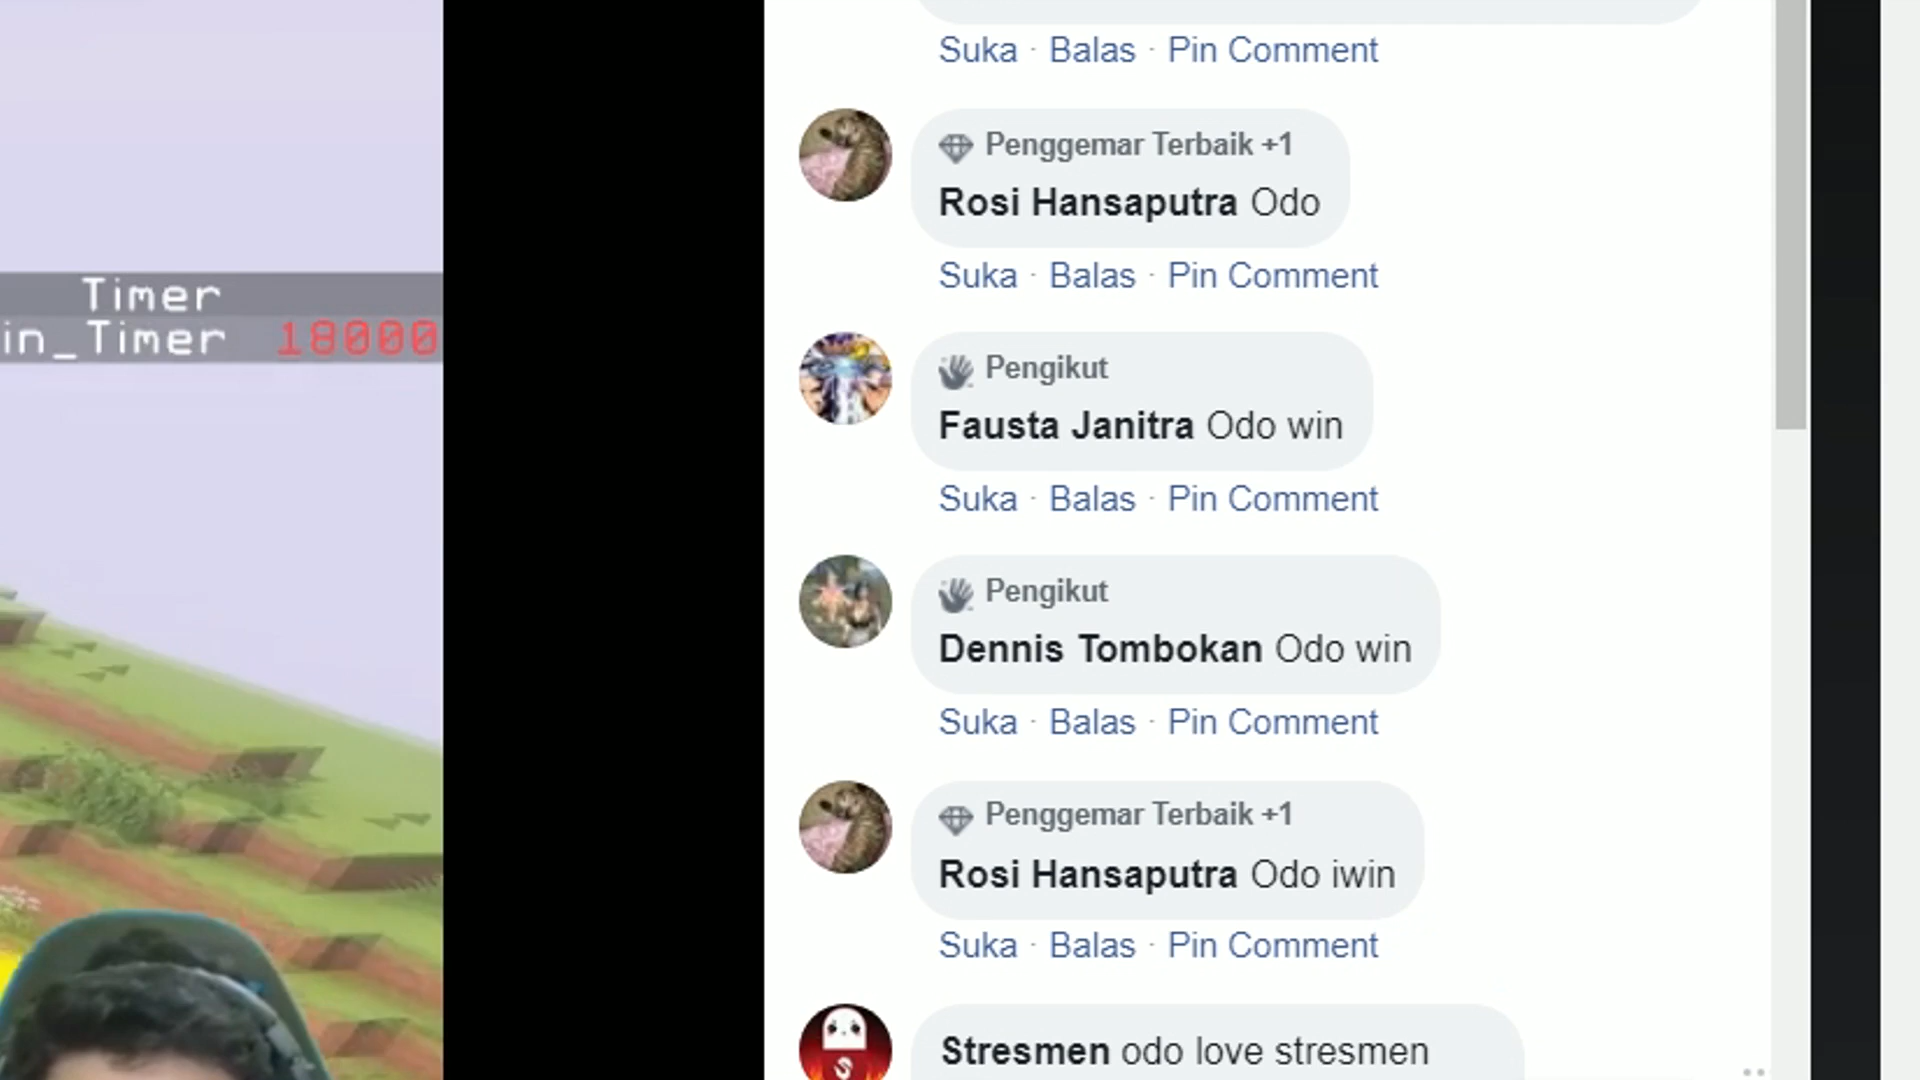 Timer
in_Timer 18000
Suka · Balas · Pin Comment
Penggemar Terbaik +1
Rosi Hansaputra Odo
Suka · Balas · Pin Comment
Pengikut
Fausta Janitra Odo win
Suka · Balas · Pin Comment
Pengikut
Dennis Tombokan Odo win
Suka · Balas · Pin Comment
Penggemar Terbaik +1
Rosi Hansaputra Odo iwin
Suka · Balas · Pin Comment
Stresmen odo love stresmen